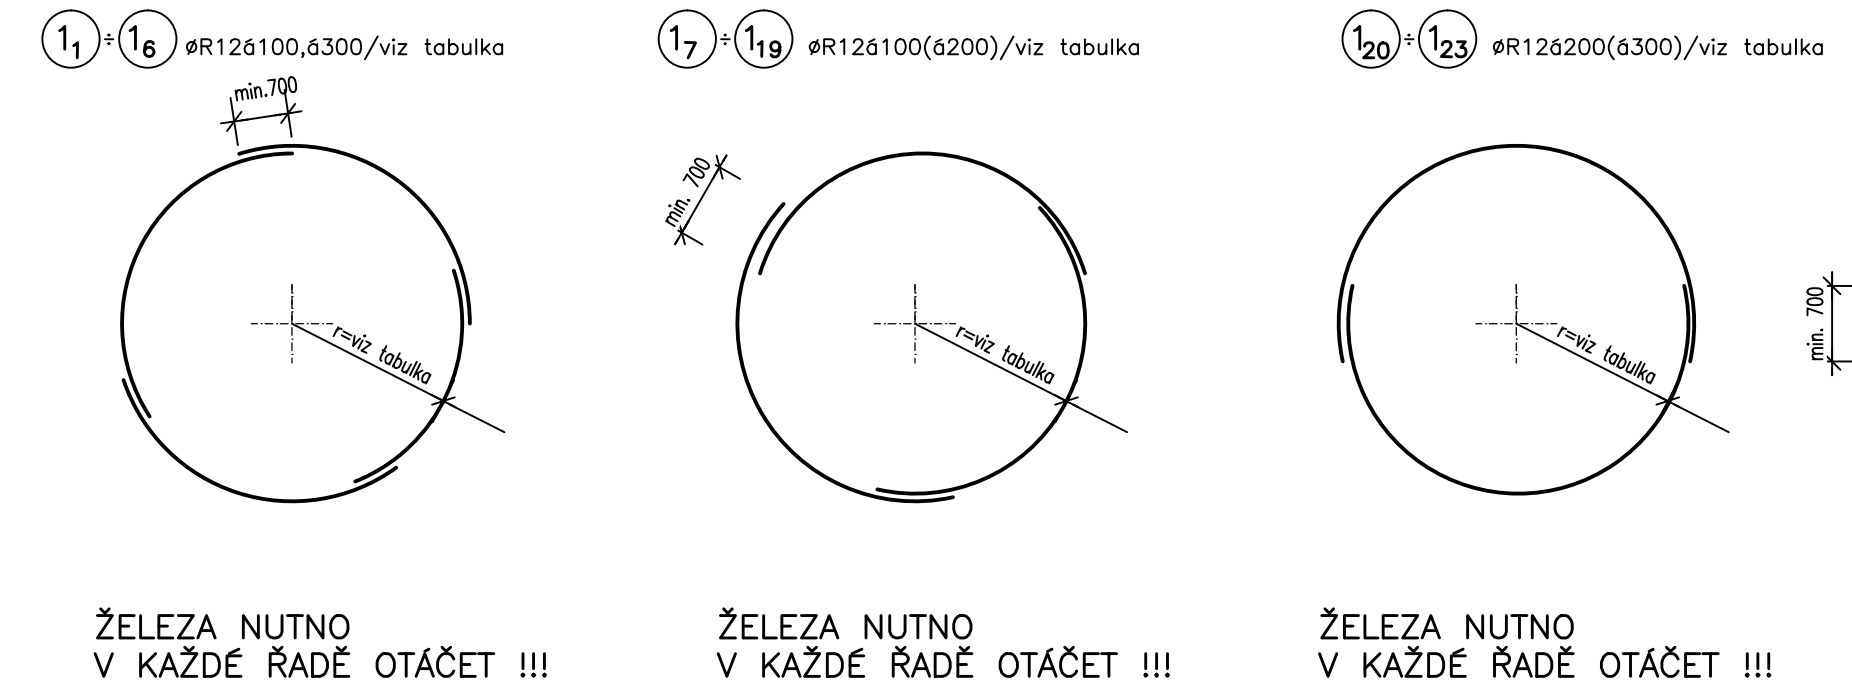 1₁ ÷ 1₆ øR12á100,á300/viz tabulka
min.700
r=viz tabulka
ŽELEZA NUTNO
V KAŽDÉ ŘADĚ OTÁČET !!!
1₇ ÷ 1₁₉ øR12á100(á200)/viz tabulka
min. 700
r=viz tabulka
ŽELEZA NUTNO
V KAŽDÉ ŘADĚ OTÁČET !!!
1₂₀ ÷ 1₂₃ øR12á200(á300)/viz tabulka
min. 700
r=viz tabulka
ŽELEZA NUTNO
V KAŽDÉ ŘADĚ OTÁČET !!!